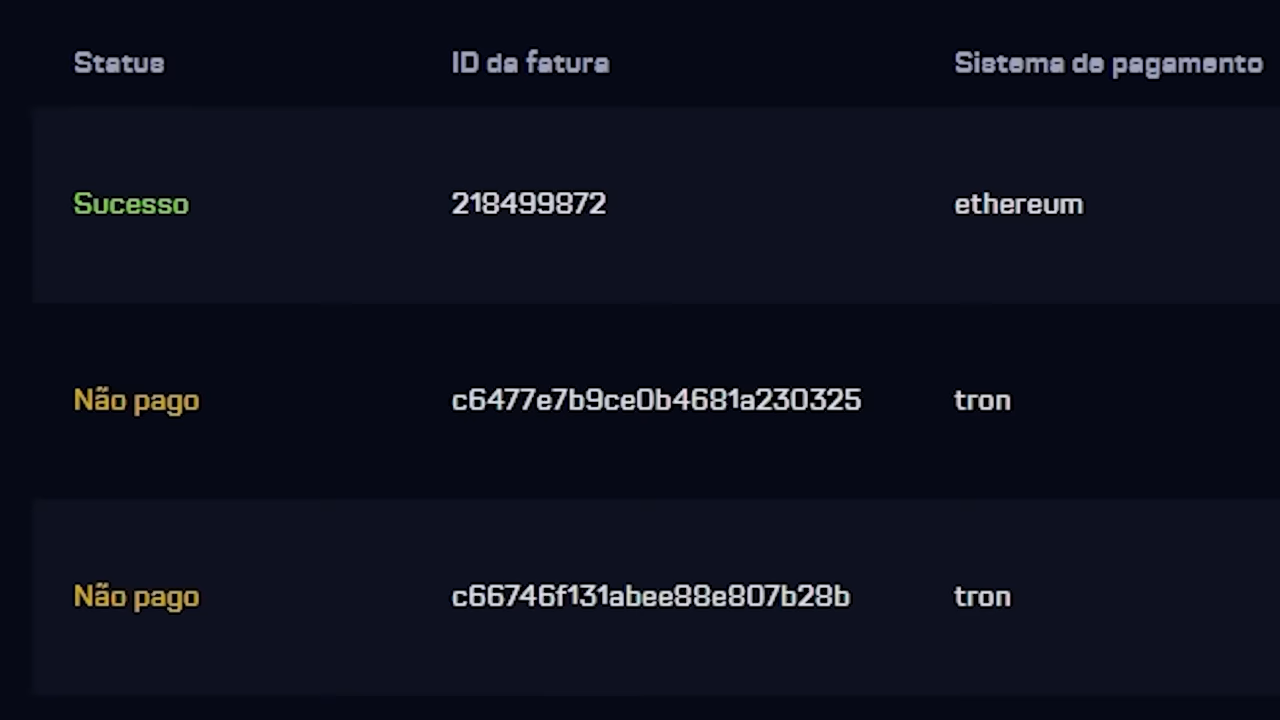 Status ID da fatura Sistema de pagamento
Sucesso 218499872 ethereum
Não pago c6477e7b9ce0b4681a230325 tron
Não pago c66746f131abee88e807b28b tron